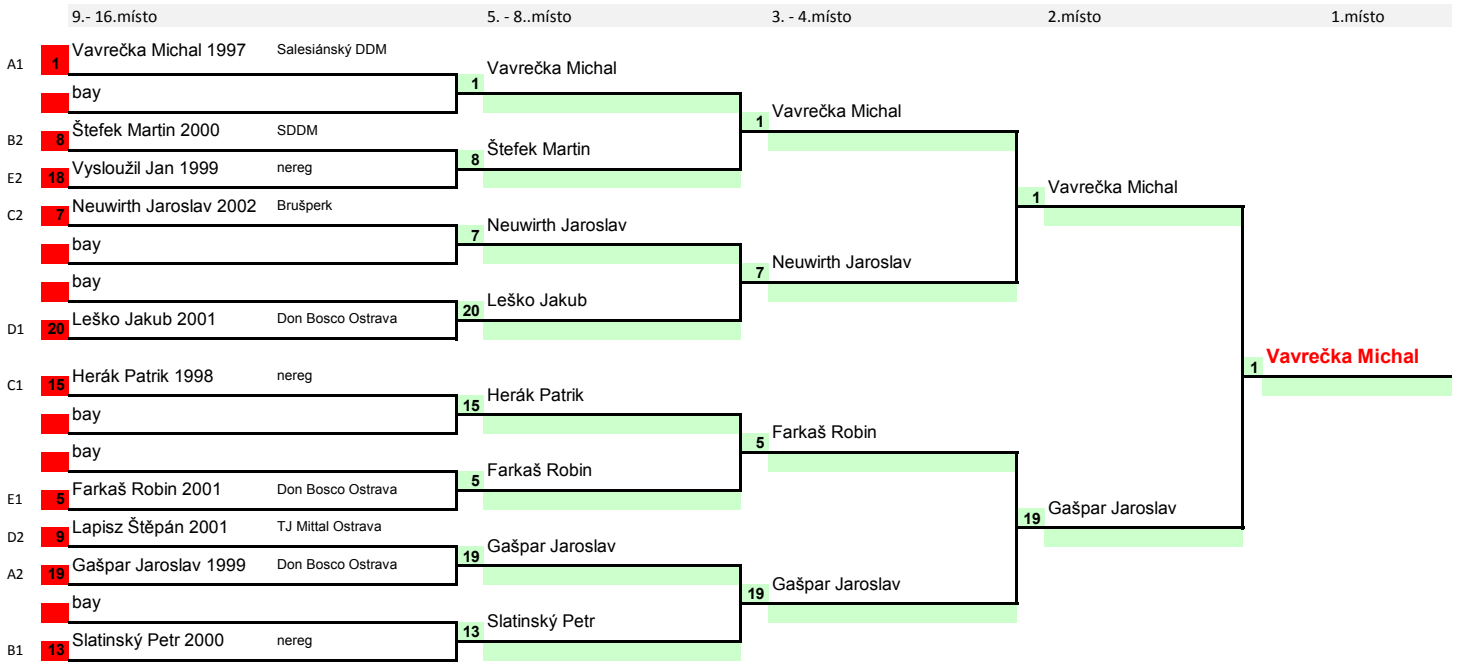 9.- 16.místo 5. - 8..místo 3. - 4.místo 2.místo 1.místo
A1 1 Vavrečka Michal 1997 Salesiánský DDM
1 Vavrečka Michal
bay
1 Vavrečka Michal
B2 8 Štefek Martin 2000 SDDM
8 Štefek Martin
E2 18 Vysloužil Jan 1999 nereg
1 Vavrečka Michal
C2 7 Neuwirth Jaroslav 2002 Brušperk
7 Neuwirth Jaroslav
bay
7 Neuwirth Jaroslav
bay
20 Leško Jakub
D1 20 Leško Jakub 2001 Don Bosco Ostrava
1 Vavrečka Michal
C1 15 Herák Patrik 1998 nereg
15 Herák Patrik
bay
5 Farkaš Robin
bay
5 Farkaš Robin
E1 5 Farkaš Robin 2001 Don Bosco Ostrava
19 Gašpar Jaroslav
D2 9 Lapisz Štěpán 2001 TJ Mittal Ostrava
19 Gašpar Jaroslav
A2 19 Gašpar Jaroslav 1999 Don Bosco Ostrava
19 Gašpar Jaroslav
bay
13 Slatinský Petr
B1 13 Slatinský Petr 2000 nereg